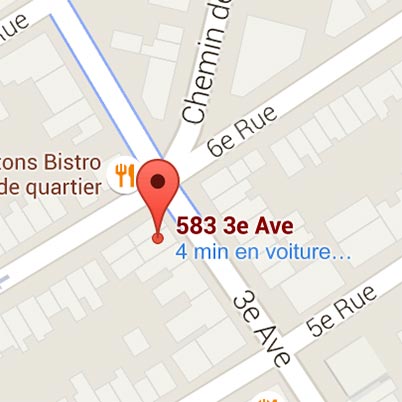 ue
Chemin de
6e Rue
tons Bistro
de quartier
583 3e Ave
4 min en voiture...
3e Ave
5e Rue